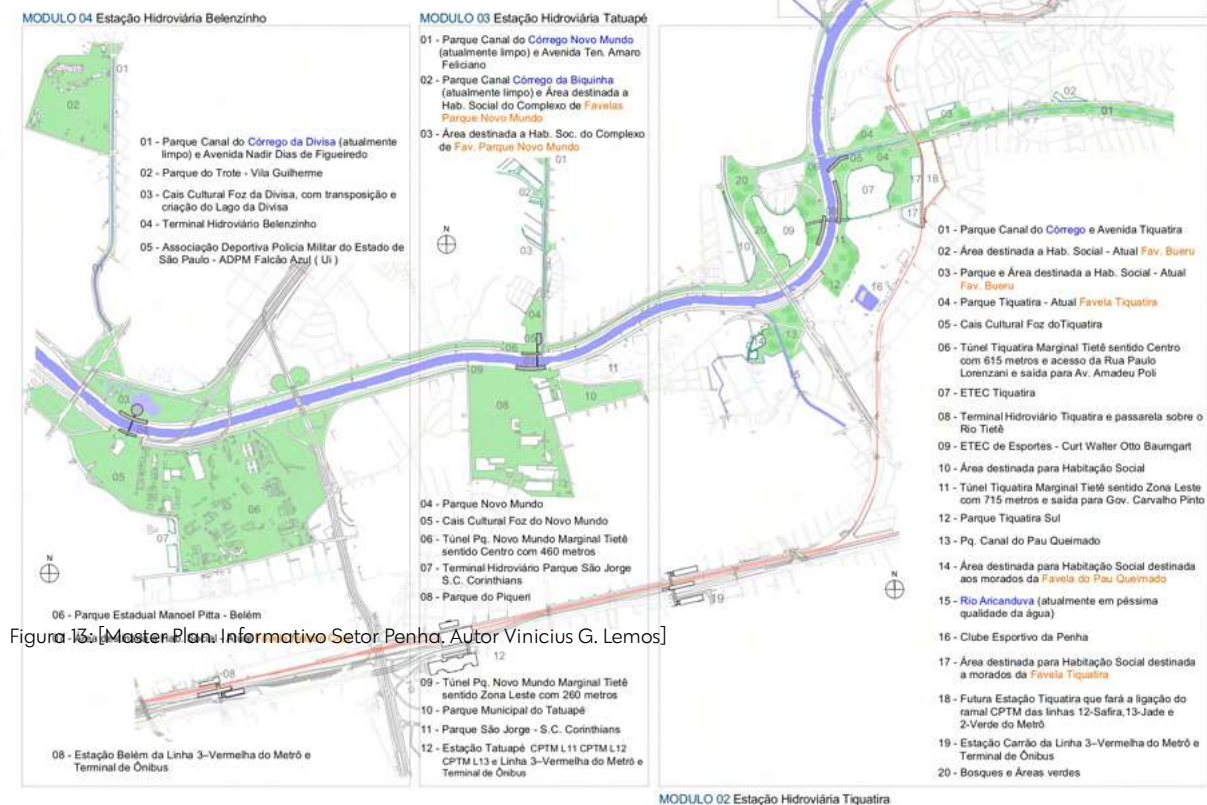 MODULO 04 Estação Hidroviária Belenzinho
01 - Parque Canal do Córrego da Divisa (atualmente
limpo) e Avenida Nadir Dias de Figueiredo
02 - Parque do Trote - Vila Guilherme
03 - Cais Cultural Foz da Divisa, com transposição e
criação do Lago da Divisa
04 - Terminal Hidroviário Belenzinho
05 - Associação Deportiva Policia Militar do Estado de
São Paulo - ADPM Falcão Azul ( Ui )
06 - Parque Estadual Manoel Pitta - Belém
08 - Estação Belém da Linha 3–Vermelha do Metrô e
Terminal de Ônibus
Figura 13: [Master Plan Informativo Setor Penha. Autor Vinicius G. Lemos]
MODULO 03 Estação Hidroviária Tatuapé
01 - Parque Canal do Córrego Novo Mundo
(atualmente limpo) e Avenida Ten. Amaro
Feliciano
02 - Parque Canal Córrego da Biquinha
(atualmente limpo) e Área destinada a
Hab. Social do Complexo de Favelas
Parque Novo Mundo
03 - Área destinada a Hab. Soc. do Complexo
de Fav. Parque Novo Mundo
04 - Parque Novo Mundo
05 - Cais Cultural Foz do Novo Mundo
06 - Túnel Pq. Novo Mundo Marginal Tietê
sentido Centro com 460 metros
07 - Terminal Hidroviário Parque São Jorge
S.C. Corinthians
08 - Parque do Piqueri
09 - Túnel Pq. Novo Mundo Marginal Tietê
sentido Zona Leste com 260 metros
10 - Parque Municipal do Tatuapé
11 - Parque São Jorge - S.C. Corinthians
12 - Estação Tatuapé CPTM L11 CPTM L12
CPTM L13 e Linha 3–Vermelha do Metrô e
Terminal de Ônibus
01 - Parque Canal do Córrego e Avenida Tiquatira
02 - Área destinada a Hab. Social - Atual Fav. Bueru
03 - Parque e Área destinada a Hab. Social - Atual
Fav. Bueru
04 - Parque Tiquatira - Atual Favela Tiquatira
05 - Cais Cultural Foz doTiquatira
06 - Túnel Tiquatira Marginal Tietê sentido Centro
com 615 metros e acesso da Rua Paulo
Lorenzani e saída para Av. Amadeu Poli
07 - ETEC Tiquatira
08 - Terminal Hidroviário Tiquatira e passarela sobre o
Rio Tietê
09 - ETEC de Esportes - Curt Walter Otto Baumgart
10 - Área destinada para Habitação Social
11 - Túnel Tiquatira Marginal Tietê sentido Zona Leste
com 715 metros e saída para Gov. Carvalho Pinto
12 - Parque Tiquatira Sul
13 - Pq. Canal do Pau Queimado
14 - Área destinada para Habitação Social destinada
aos morados da Favela do Pau Queimado
15 - Rio Aricanduva (atualmente em péssima
qualidade da água)
16 - Clube Esportivo da Penha
17 - Área destinada para Habitação Social destinada
a morados da Favela Tiquatira
18 - Futura Estação Tiquatira que fará a ligação do
ramal CPTM das linhas 12-Safira,13-Jade e
2-Verde do Metrô
19 - Estação Carrão da Linha 3–Vermelha do Metrô e
Terminal de Ônibus
20 - Bosques e Áreas verdes
MODULO 02 Estação Hidroviária Tiquatira